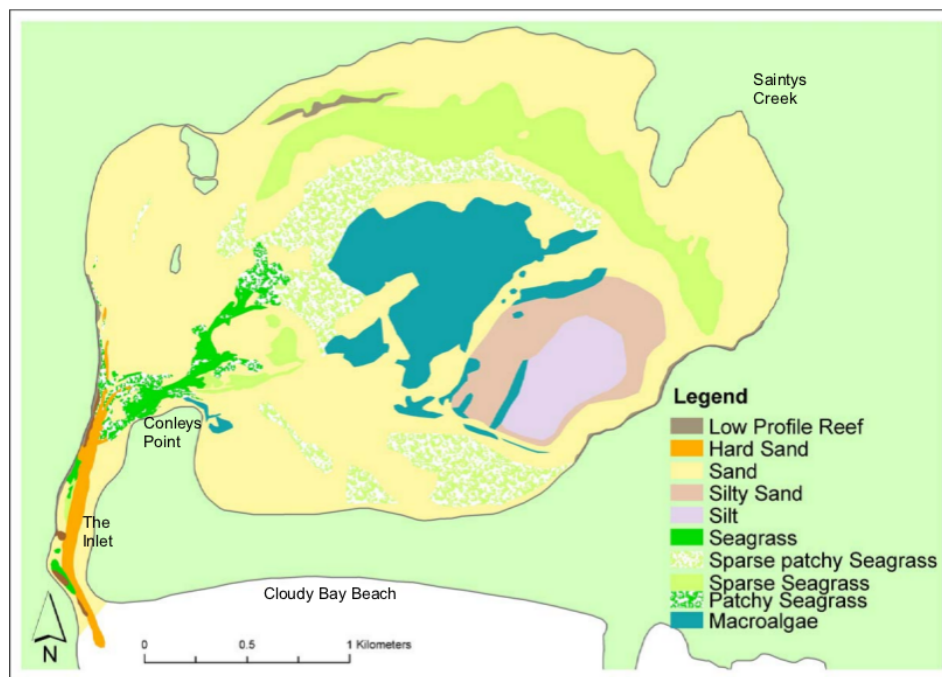 Saintys
Creek
Conleys
Point
The
Inlet
Cloudy Bay Beach
N
0 0.5 1 Kilometers
Legend
Low Profile Reef
Hard Sand
Sand
Silty Sand
Silt
Seagrass
Sparse patchy Seagrass
Sparse Seagrass
Patchy Seagrass
Macroalgae